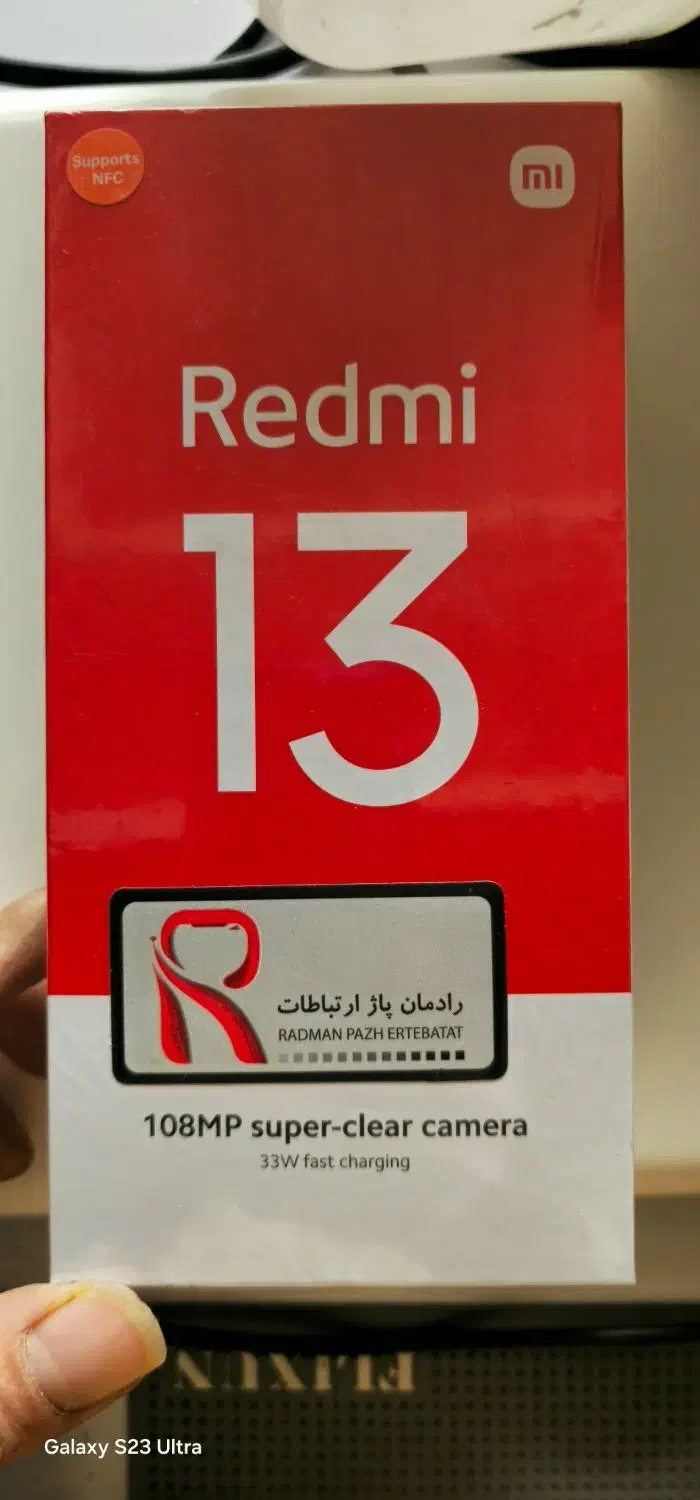 Supports
NFC
mi
Redmi
13
رادمان پاژ ارتباطات
RADMAN PAZH ERTEBATAT
108MP super-clear camera
33W fast charging
FLIXUN
Galaxy S23 Ultra